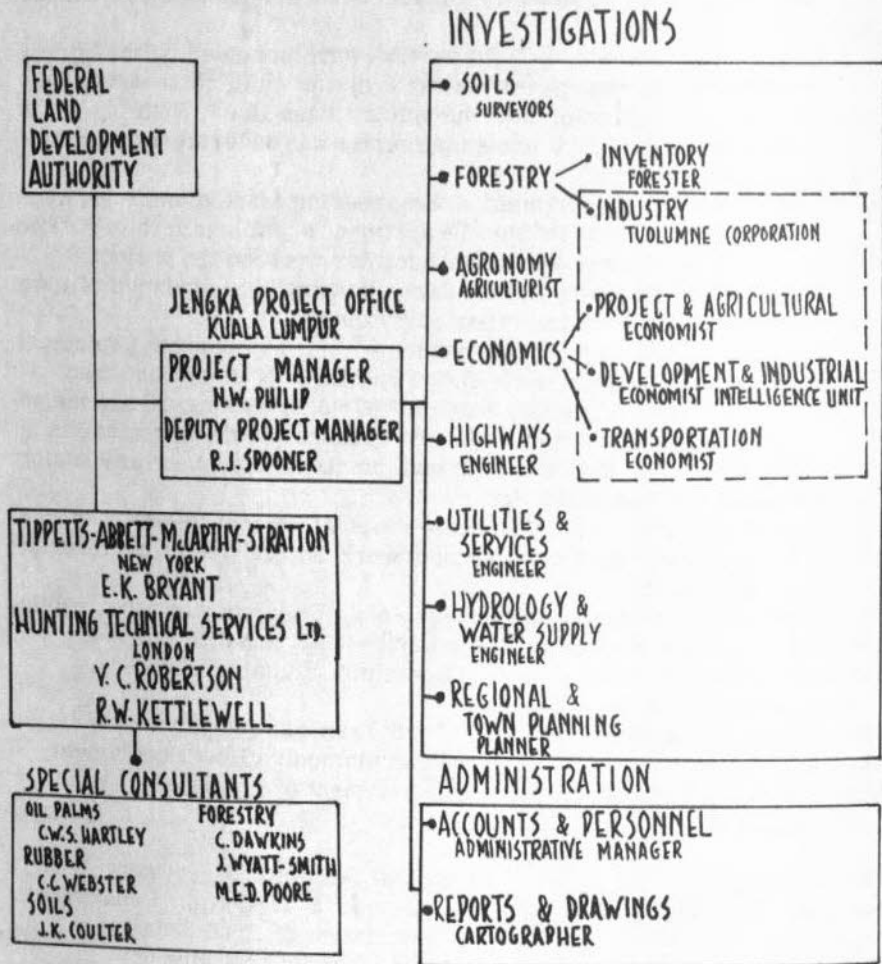 INVESTIGATIONS
FEDERAL
LAND
DEVELOPMENT
AUTHORITY
SOILS
SURVEYORS
FORESTRY
INVENTORY
FORESTER
INDUSTRY
TUOLUMNE CORPORATION
AGRONOMY
AGRICULTURIST
ECONOMICS
PROJECT & AGRICULTURAL
ECONOMIST
DEVELOPMENT & INDUSTRIAL
ECONOMIST INTELLIGENCE UNIT
TRANSPORTATION
ECONOMIST
HIGHWAYS
ENGINEER
UTILITIES &
SERVICES
ENGINEER
HYDROLOGY &
WATER SUPPLY
ENGINEER
REGIONAL &
TOWN PLANNING
PLANNER
JENGKA PROJECT OFFICE
KUALA LUMPUR
PROJECT MANAGER
H.W. PHILIP
DEPUTY PROJECT MANAGER
R.J. SPOONER
TIPPETTS-ABBETT-McCARTHY-STRATTON
NEW YORK
E.K. BRYANT
HUNTING TECHNICAL SERVICES LTD.
LONDON
V.C. ROBERTSON
R.W. KETTLEWELL
SPECIAL CONSULTANTS
OIL PALMS
C.W.S. HARTLEY
RUBBER
C.C WEBSTER
SOILS
J.K. COULTER
FORESTRY
C. DAWKINS
J. WYATT-SMITH
M.E.D. POORE
ADMINISTRATION
ACCOUNTS & PERSONNEL
ADMINISTRATIVE MANAGER
REPORTS & DRAWINGS
CARTOGRAPHER